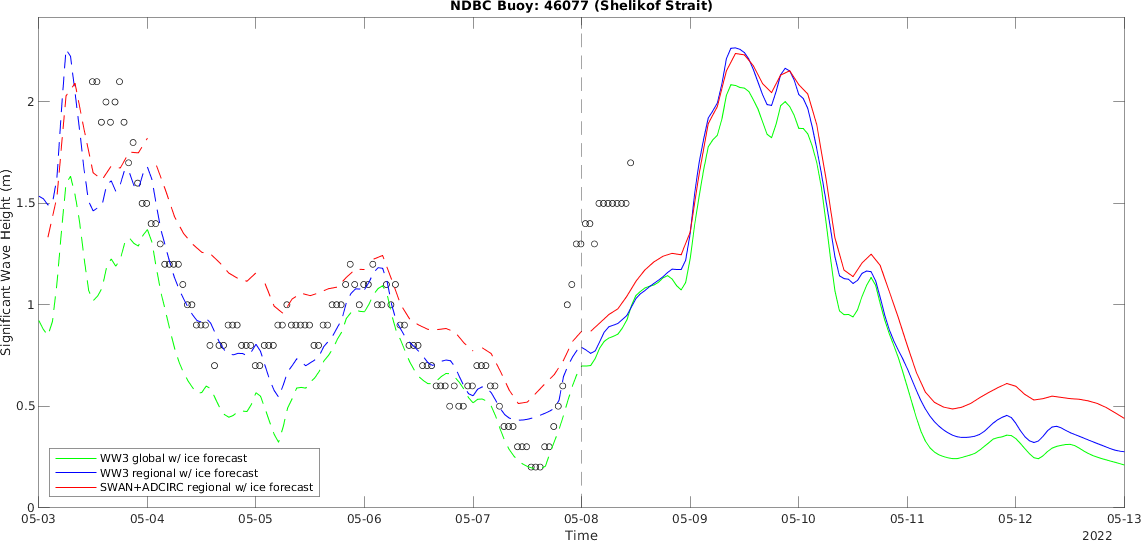 NDBC Buoy: 46077 (Shelikof Strait)
Significant Wave Height (m)
2
1.5
1
0.5
0
WW3 global w/ ice forecast
WW3 regional w/ ice forecast
SWAN+ADCIRC regional w/ ice forecast
05-03 05-04 05-05 05-06 05-07 05-08 05-09 05-10 05-11 05-12 05-13
Time
2022